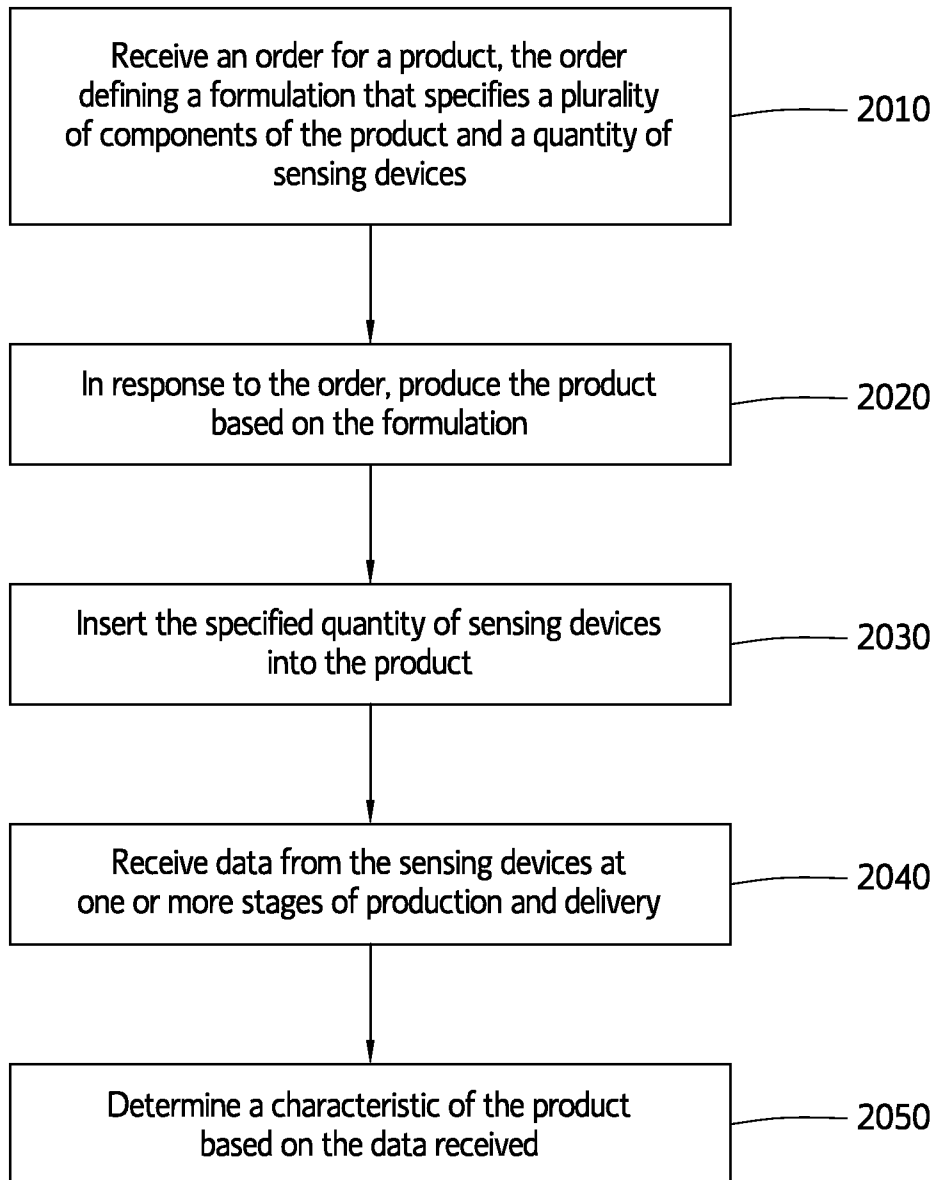 Receive an order for a product, the order
defining a formulation that specifies a plurality
of components of the product and a quantity of
sensing devices
2010
In response to the order, produce the product
based on the formulation
2020
Insert the specified quantity of sensing devices
into the product
2030
Receive data from the sensing devices at
one or more stages of production and delivery
2040
Determine a characteristic of the product
based on the data received
2050